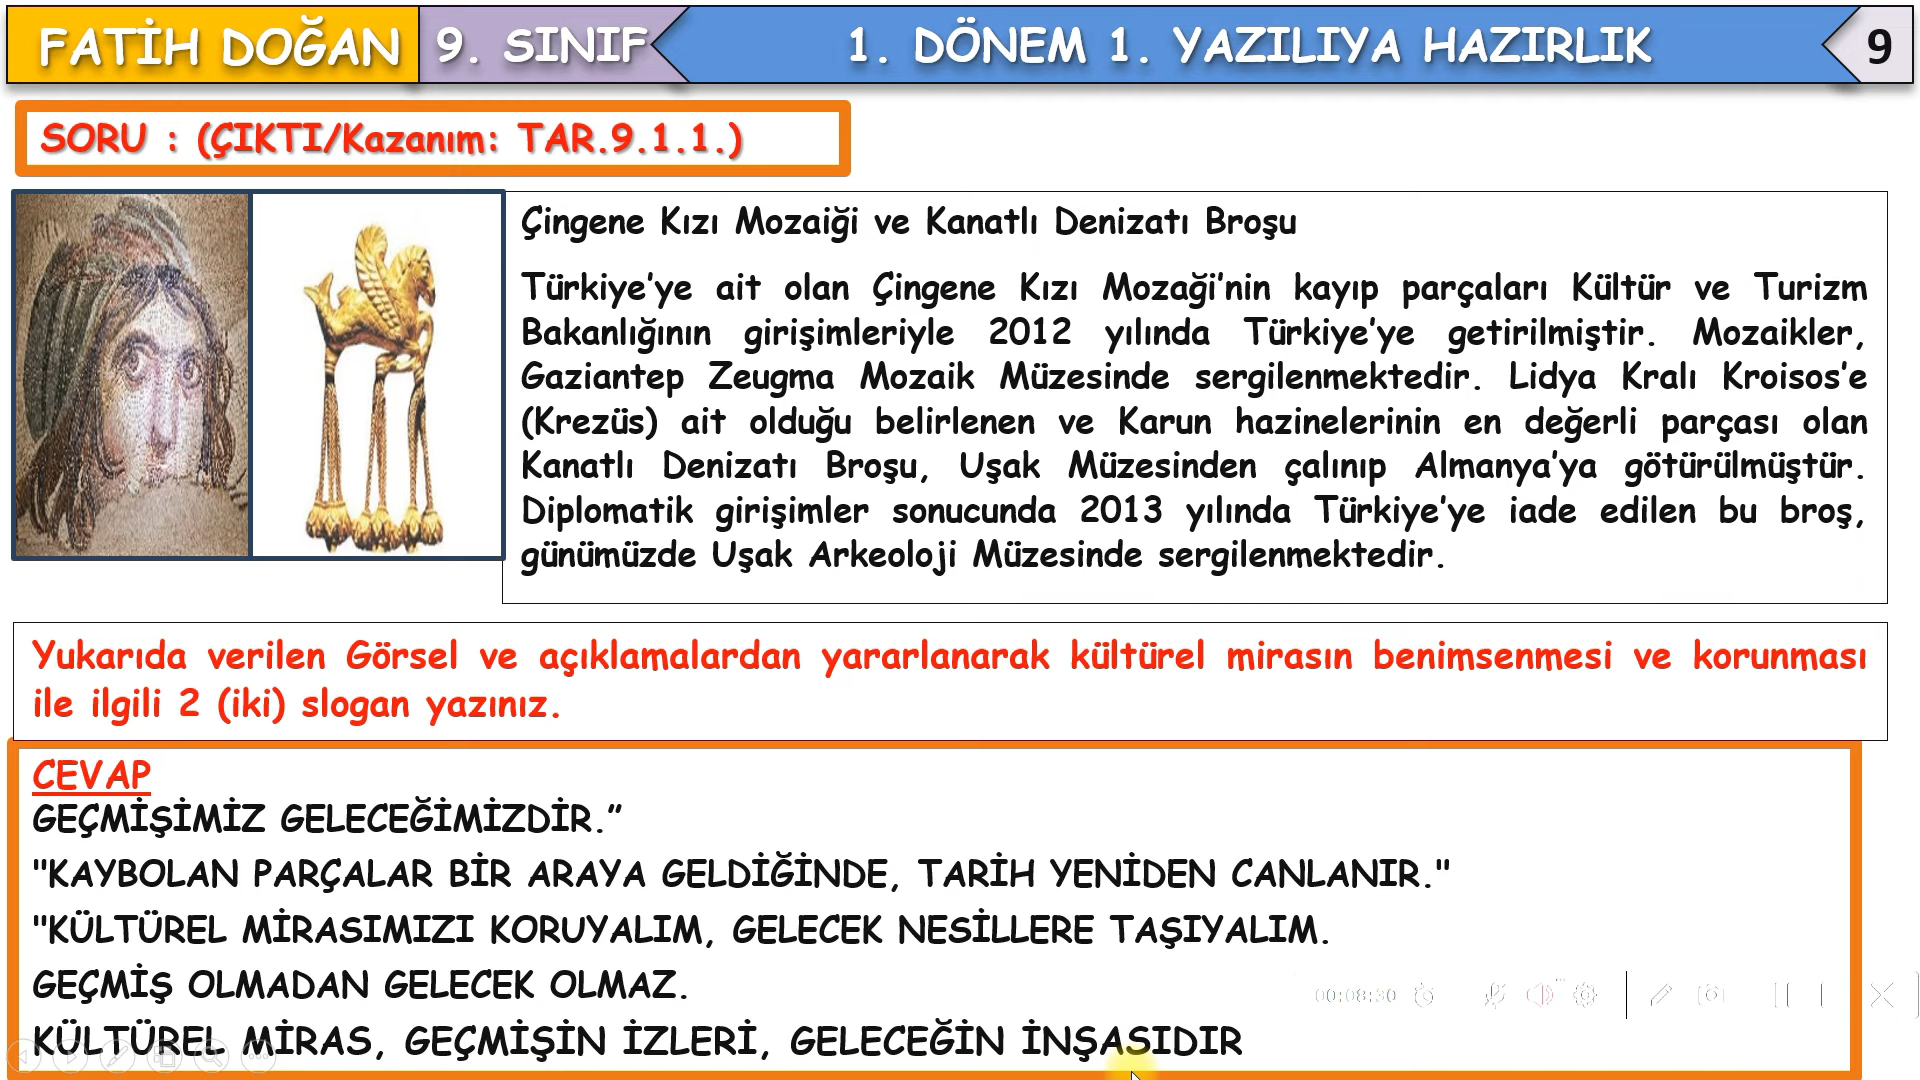 FATİH DOĞAN
9. SINIF
1. DÖNEM 1. YAZILIYA HAZIRLIK
9
SORU : (ÇIKTI/Kazanım: TAR.9.1.1.)
Çingene Kızı Mozaiği ve Kanatlı Denizatı Broşu
Türkiye’ye ait olan Çingene Kızı Mozaği’nin kayıp parçaları Kültür ve Turizm
Bakanlığının girişimleriyle 2012 yılında Türkiye’ye getirilmiştir. Mozaikler,
Gaziantep Zeugma Mozaik Müzesinde sergilenmektedir. Lidya Kralı Kroisos’e
(Krezüs) ait olduğu belirlenen ve Karun hazinelerinin en değerli parçası olan
Kanatlı Denizatı Broşu, Uşak Müzesinden çalınıp Almanya’ya götürülmüştür.
Diplomatik girişimler sonucunda 2013 yılında Türkiye’ye iade edilen bu broş,
günümüzde Uşak Arkeoloji Müzesinde sergilenmektedir.
Yukarıda verilen Görsel ve açıklamalardan yararlanarak kültürel mirasın benimsenmesi ve korunması
ile ilgili 2 (iki) slogan yazınız.
CEVAP
GEÇMİŞİMİZ GELECEĞİMİZDİR.”
"KAYBOLAN PARÇALAR BİR ARAYA GELDİĞİNDE, TARİH YENİDEN CANLANIR."
"KÜLTÜREL MİRASIMIZI KORUYALIM, GELECEK NESİLLERE TAŞIYALIM.
GEÇMİŞ OLMADAN GELECEK OLMAZ.
00:08:30
KÜLTÜREL MİRAS, GEÇMİŞİN İZLERİ, GELECEĞİN İNŞASIDIR